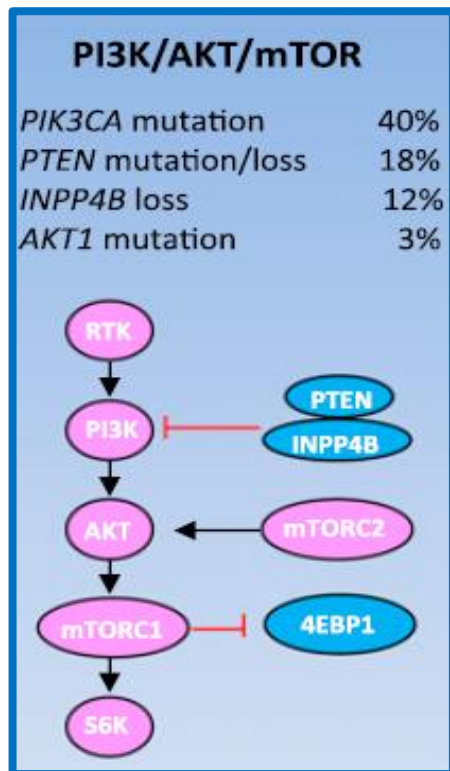 PI3K/AKT/mTOR
PIK3CA mutation 40%
PTEN mutation/loss 18%
INPP4B loss 12%
AKT1 mutation 3%
RTK
PTEN
PI3K
INPP4B
AKT
mTORC2
mTORC1
4EBP1
S6K